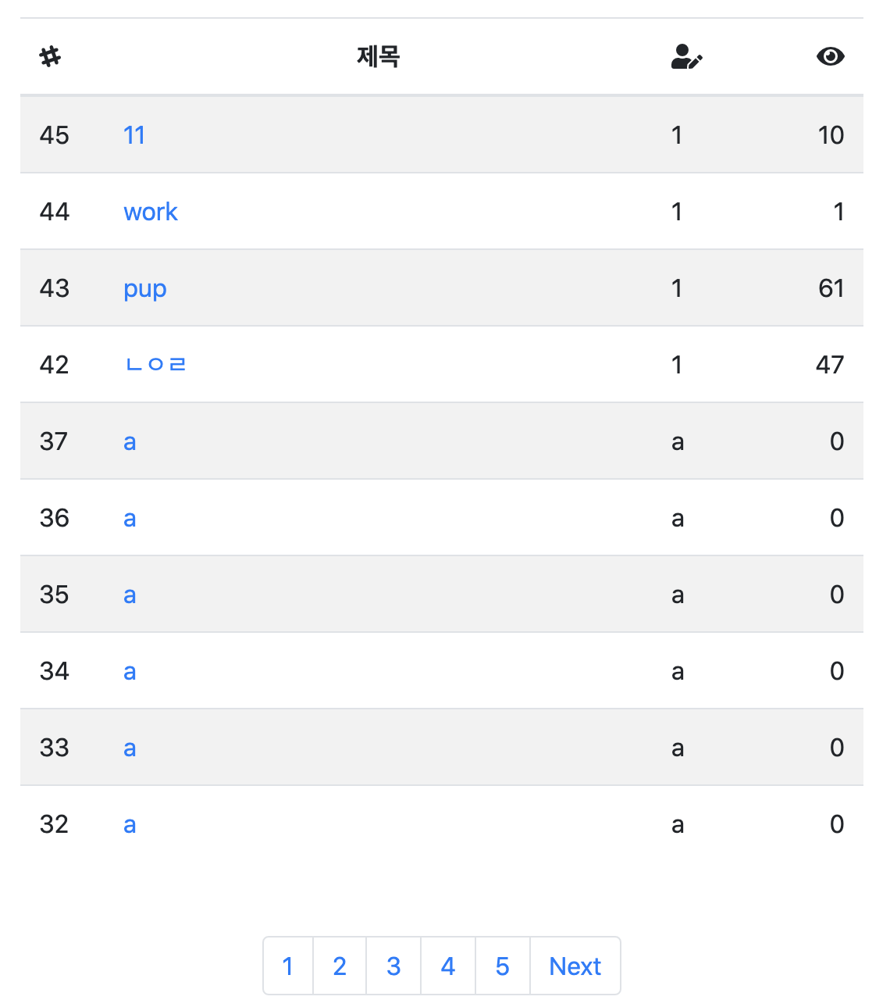 제목
45 11 1 10
44 work 1 1
43 pup 1 61
42 ㄴㅇㄹ 1 47
37 a a 0
36 a a 0
35 a a 0
34 a a 0
33 a a 0
32 a a 0
1 2 3 4 5 Next